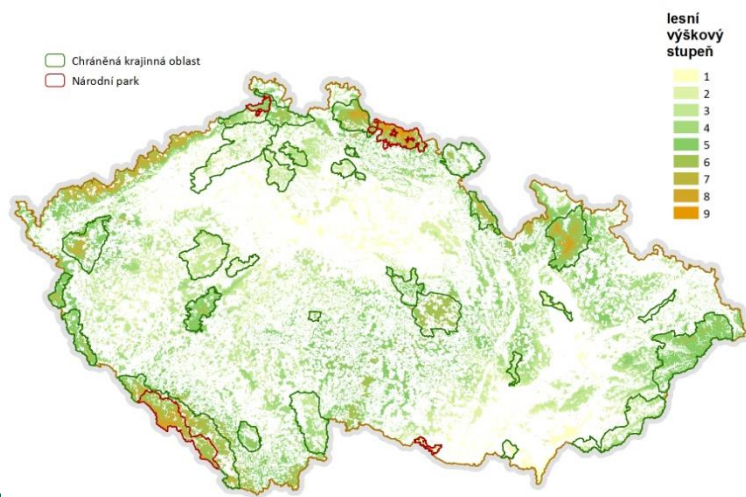 lesní
výškový
stupeň
Chráněná krajinná oblast
Národní park
1
2
3
4
5
6
7
8
9